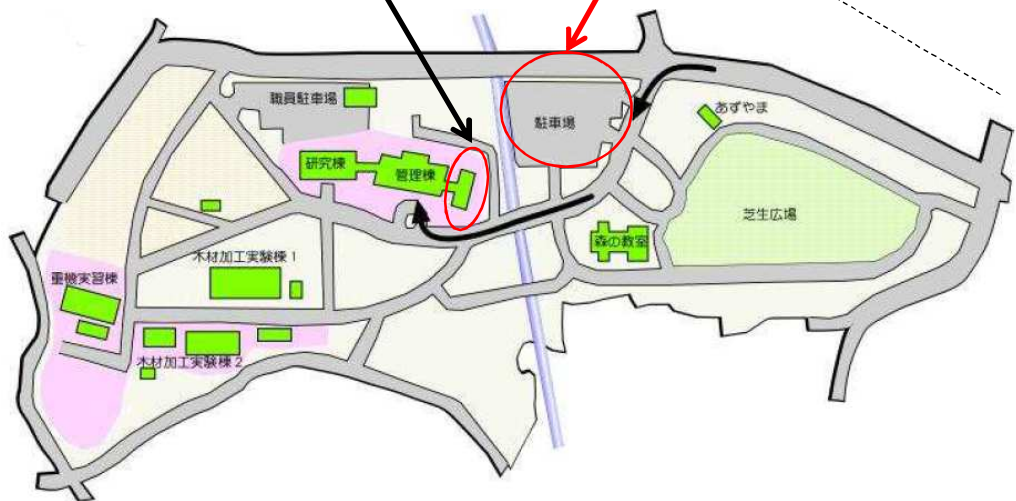 職員駐車場
あずやま
駐車場
研究棟
管理棟
芝生広場
森の教室
木材加工実験棟1
重機実習棟
木材加工実験棟2